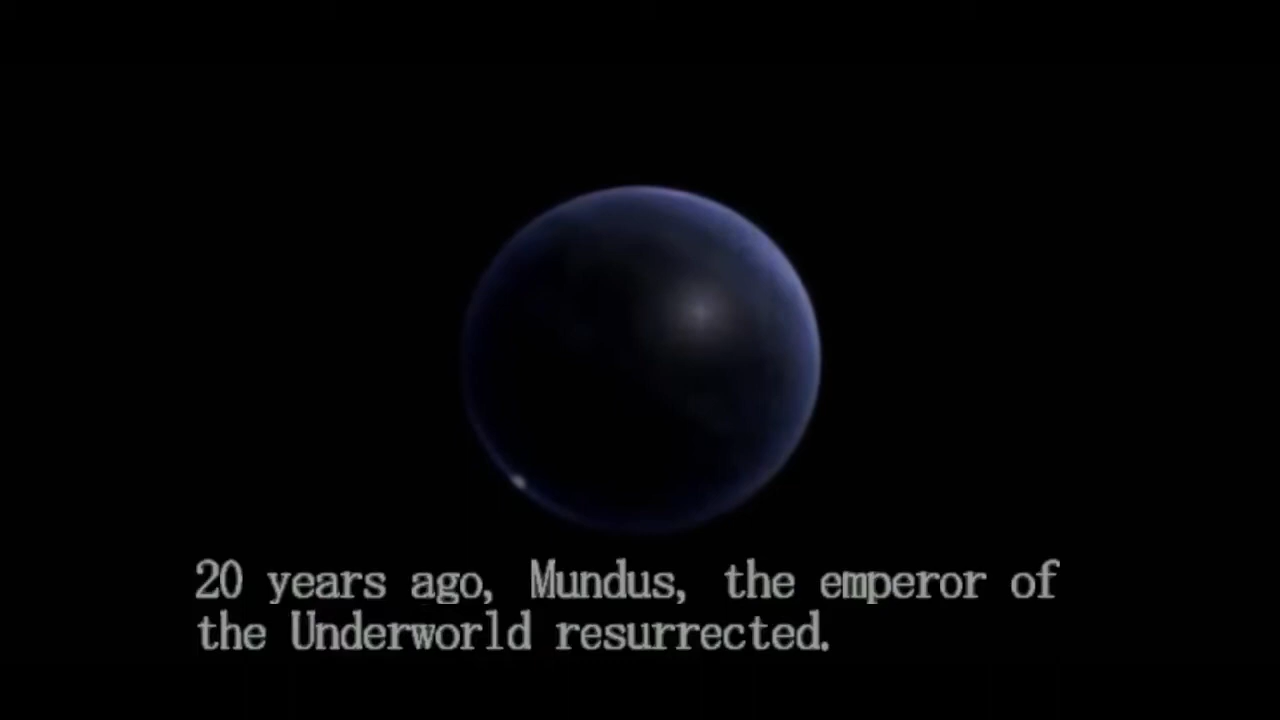 20 years ago, Mundus, the emperor of
the Underworld resurrected.